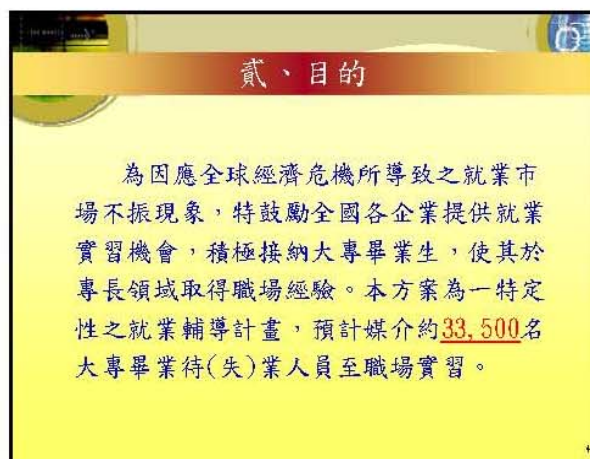 貳、目的
為因應全球經濟危機所導致之就業市
場不振現象，特鼓勵全國各企業提供就業
實習機會，積極接納大專畢業生，使其於
專長領域取得職場經驗。本方案為一特定
性之就業輔導計畫，預計媒介約33,500名
大專畢業待(失)業人員至職場實習。